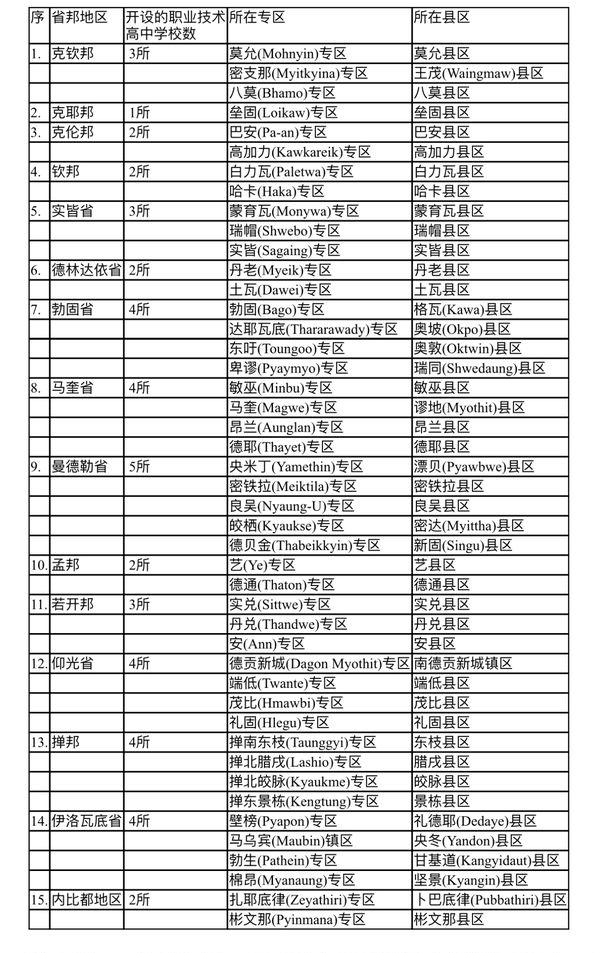 序 省邦地区 开设的职业技术 所在专区 所在县区
高中学校数
1. 克钦邦 3所 莫允(Mohnyin)专区 莫允县区
密支那(Myitkyina)专区 王茂(Waingmaw)县区
八莫(Bhamo)专区 八莫县区
2. 克耶邦 1所 垒固(Loikaw)专区 垒固县区
3. 克伦邦 2所 巴安(Pa-an)专区 巴安县区
高加力(Kawkareik)专区 高加力县区
4. 钦邦 2所 白力瓦(Paletwa)专区 白力瓦县区
哈卡(Haka)专区 哈卡县区
5. 实皆省 3所 蒙育瓦(Monywa)专区 蒙育瓦县区
瑞帽(Shwebo)专区 瑞帽县区
实皆(Sagaing)专区 实皆县区
6. 德林达依省 2所 丹老(Myeik)专区 丹老县区
土瓦(Dawei)专区 土瓦县区
7. 勃固省 4所 勃固(Bago)专区 格瓦(Kawa)县区
达耶瓦底(Thararawady)专区 奥坡(Okpo)县区
东吁(Toungoo)专区 奥敦(Oktwin)县区
卑谬(Pyaymyo)专区 瑞同(Shwedaung)县区
8. 马奎省 4所 敏巫(Minbu)专区 敏巫县区
马奎(Magwe)专区 谬地(Myothit)县区
昂兰(Aunglan)专区 昂兰县区
德耶(Thayet)专区 德耶县区
9. 曼德勒省 5所 央米丁(Yamethin)专区 漂贝(Pyawbwe)县区
密铁拉(Meiktila)专区 密铁拉县区
良吴(Nyaung-U)专区 良吴县区
皎栖(Kyaukse)专区 密达(Myittha)县区
德贝金(Thabeikkyin)专区 新固(Singu)县区
10. 孟邦 2所 艺(Ye)专区 艺县区
德通(Thaton)专区 德通县区
11. 若开邦 3所 实兑(Sittwe)专区 实兑县区
丹兑(Thandwe)专区 丹兑县区
安(Ann)专区 安县区
12. 仰光省 4所 德贡新城(Dagon Myothit)专区 南德贡新城镇区
端低(Twante)专区 端低县区
茂比(Hmawbi)专区 茂比县区
礼固(Hlegu)专区 礼固县区
13. 掸邦 4所 掸南东枝(Taunggyi)专区 东枝县区
掸北腊戌(Lashio)专区 腊戌县区
掸北皎脉(Kyaukme)专区 皎脉县区
掸东景栋(Kengtung)专区 景栋县区
14. 伊洛瓦底省 4所 壁榜(Pyapon)专区 礼德耶(Dedaye)县区
马乌宾(Maubin)镇区 央冬(Yandon)县区
勃生(Pathein)专区 甘基道(Kangyidaut)县区
棉昂(Myanaung)专区 坚景(Kyangin)县区
15. 内比都地区 2所 扎耶底律(Zeyathiri)专区 卜巴底律(Pubbathiri)县区
彬文那(Pyinmana)专区 彬文那县区